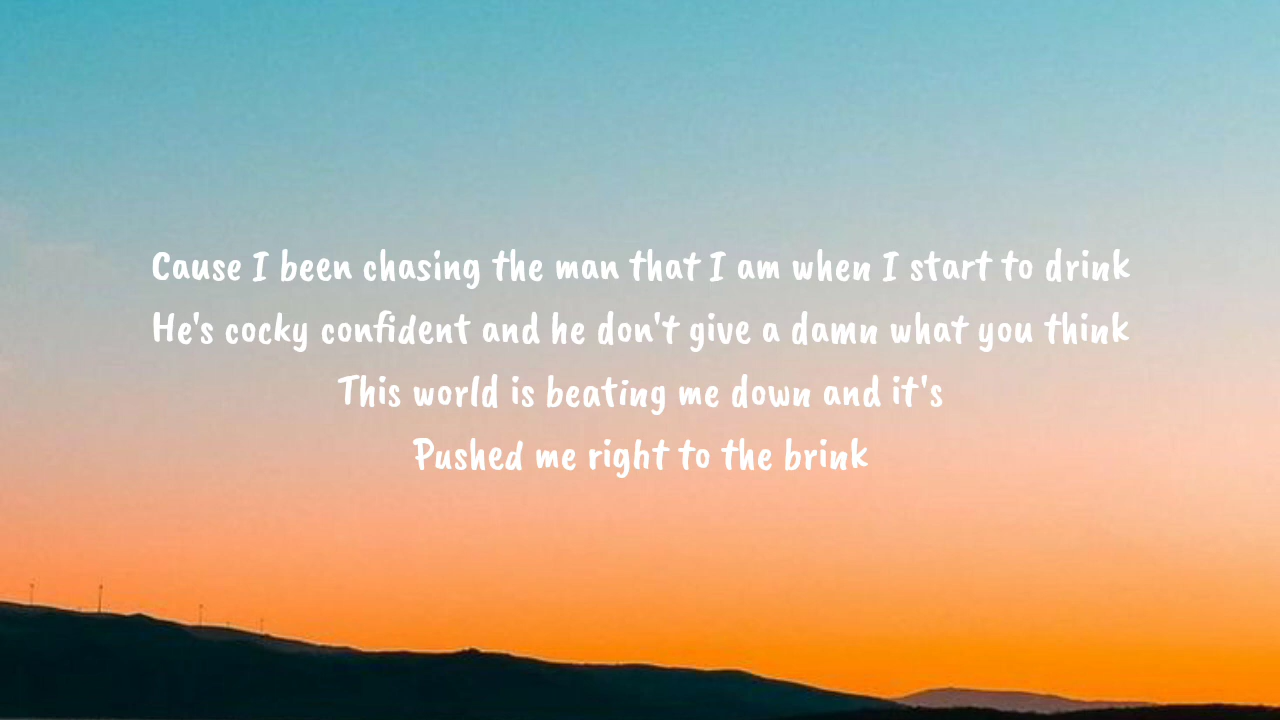 Cause I been chasing the man that I am when I start to drink
He's cocky confident and he don't give a damn what you think
This world is beating me down and it's
Pushed me right to the brink